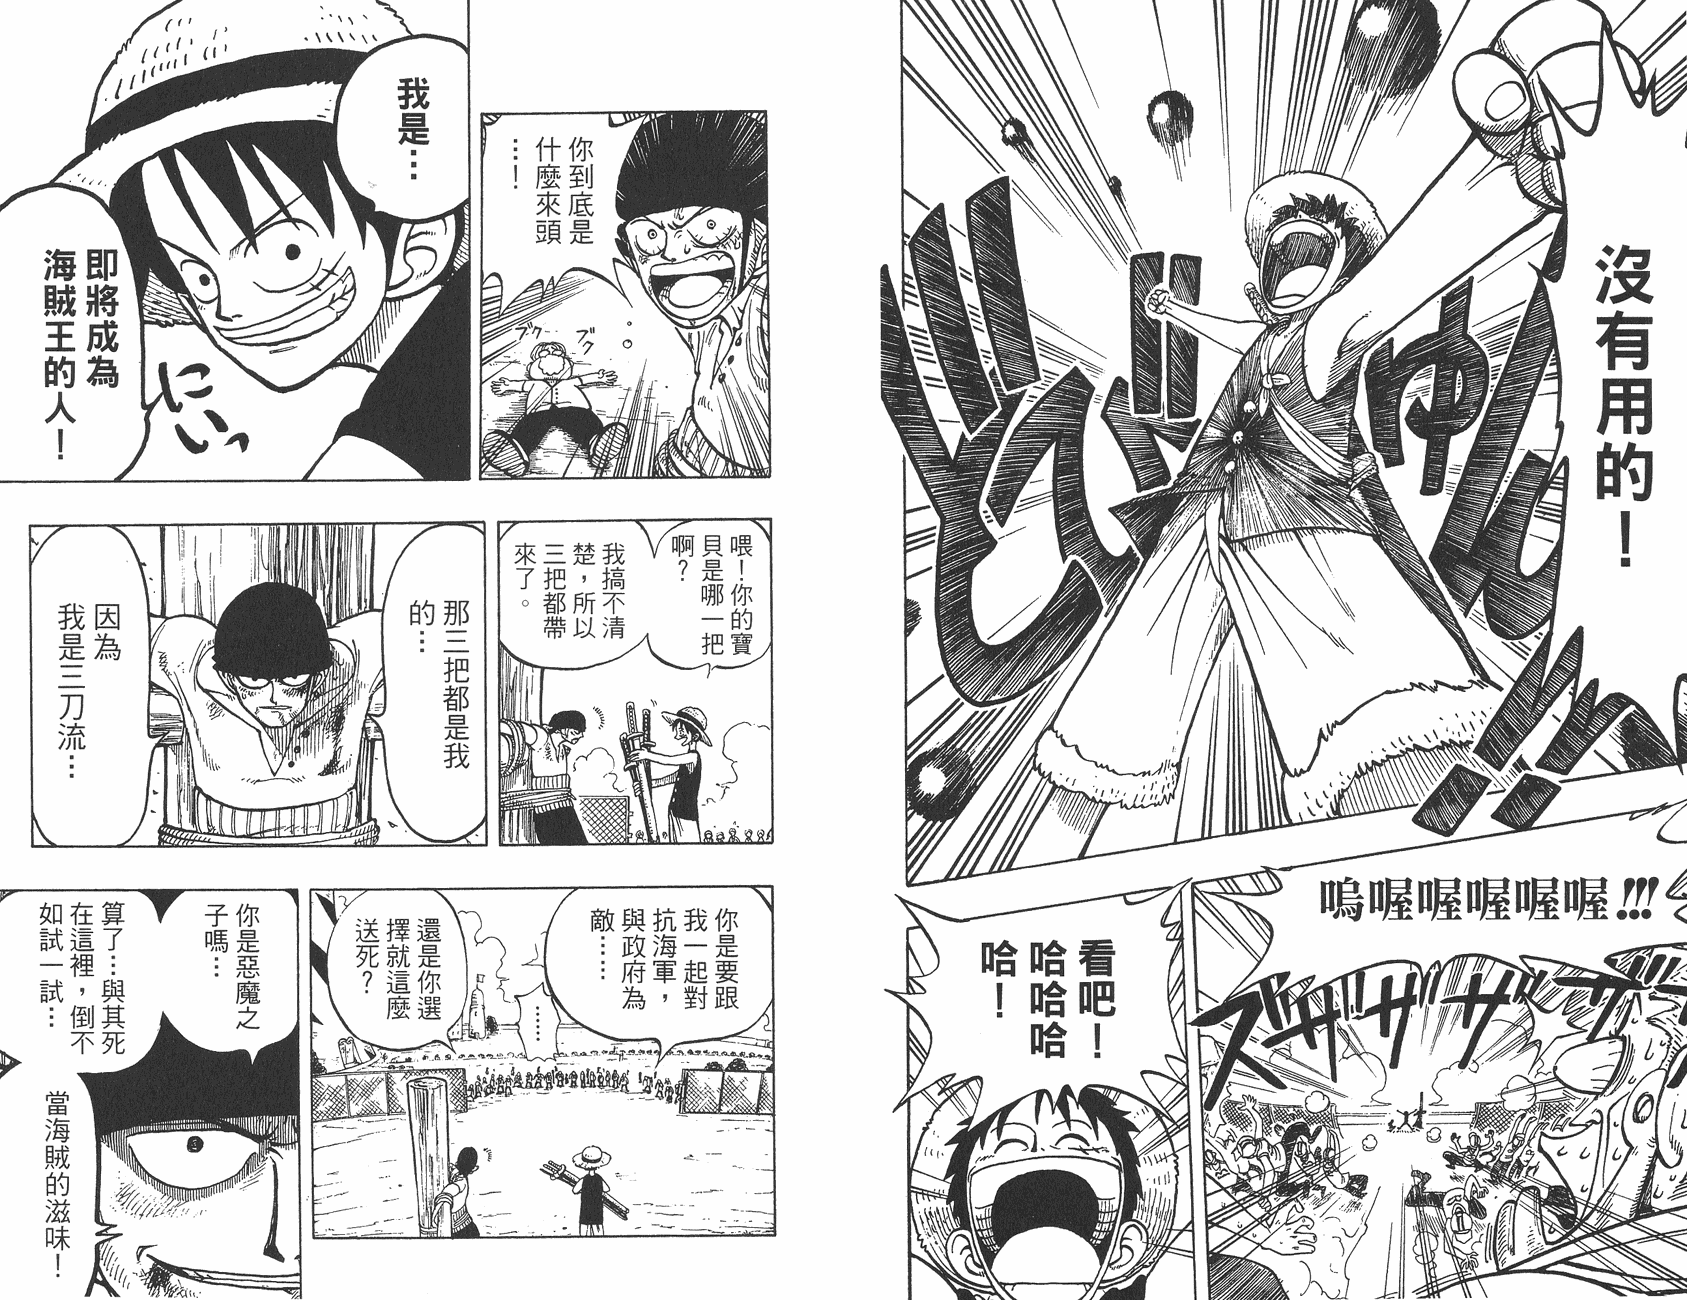 沒有用的！
どどぎゅゅん!!
嗚喔喔喔喔喔!!!
ズザザザザ
看吧！
哈哈哈
哈！
你到底是
什麼來頭
…！
ブク
ブク
我是…
即將成為
海賊王的人！
にいっ
喂！你的寶
貝是哪一把
啊？
我搞不清
楚，所以
三把都帶
來了。
那三把都是我
的…
因為
我是三刀流…
你是要跟
我一起對
抗海軍，
與政府為
敵……
……
還是你選
擇就這麼
送死？
你是惡魔之
子嗎…
算了…與其死
在這裡，倒不
如試一試…
當海賊的滋味！